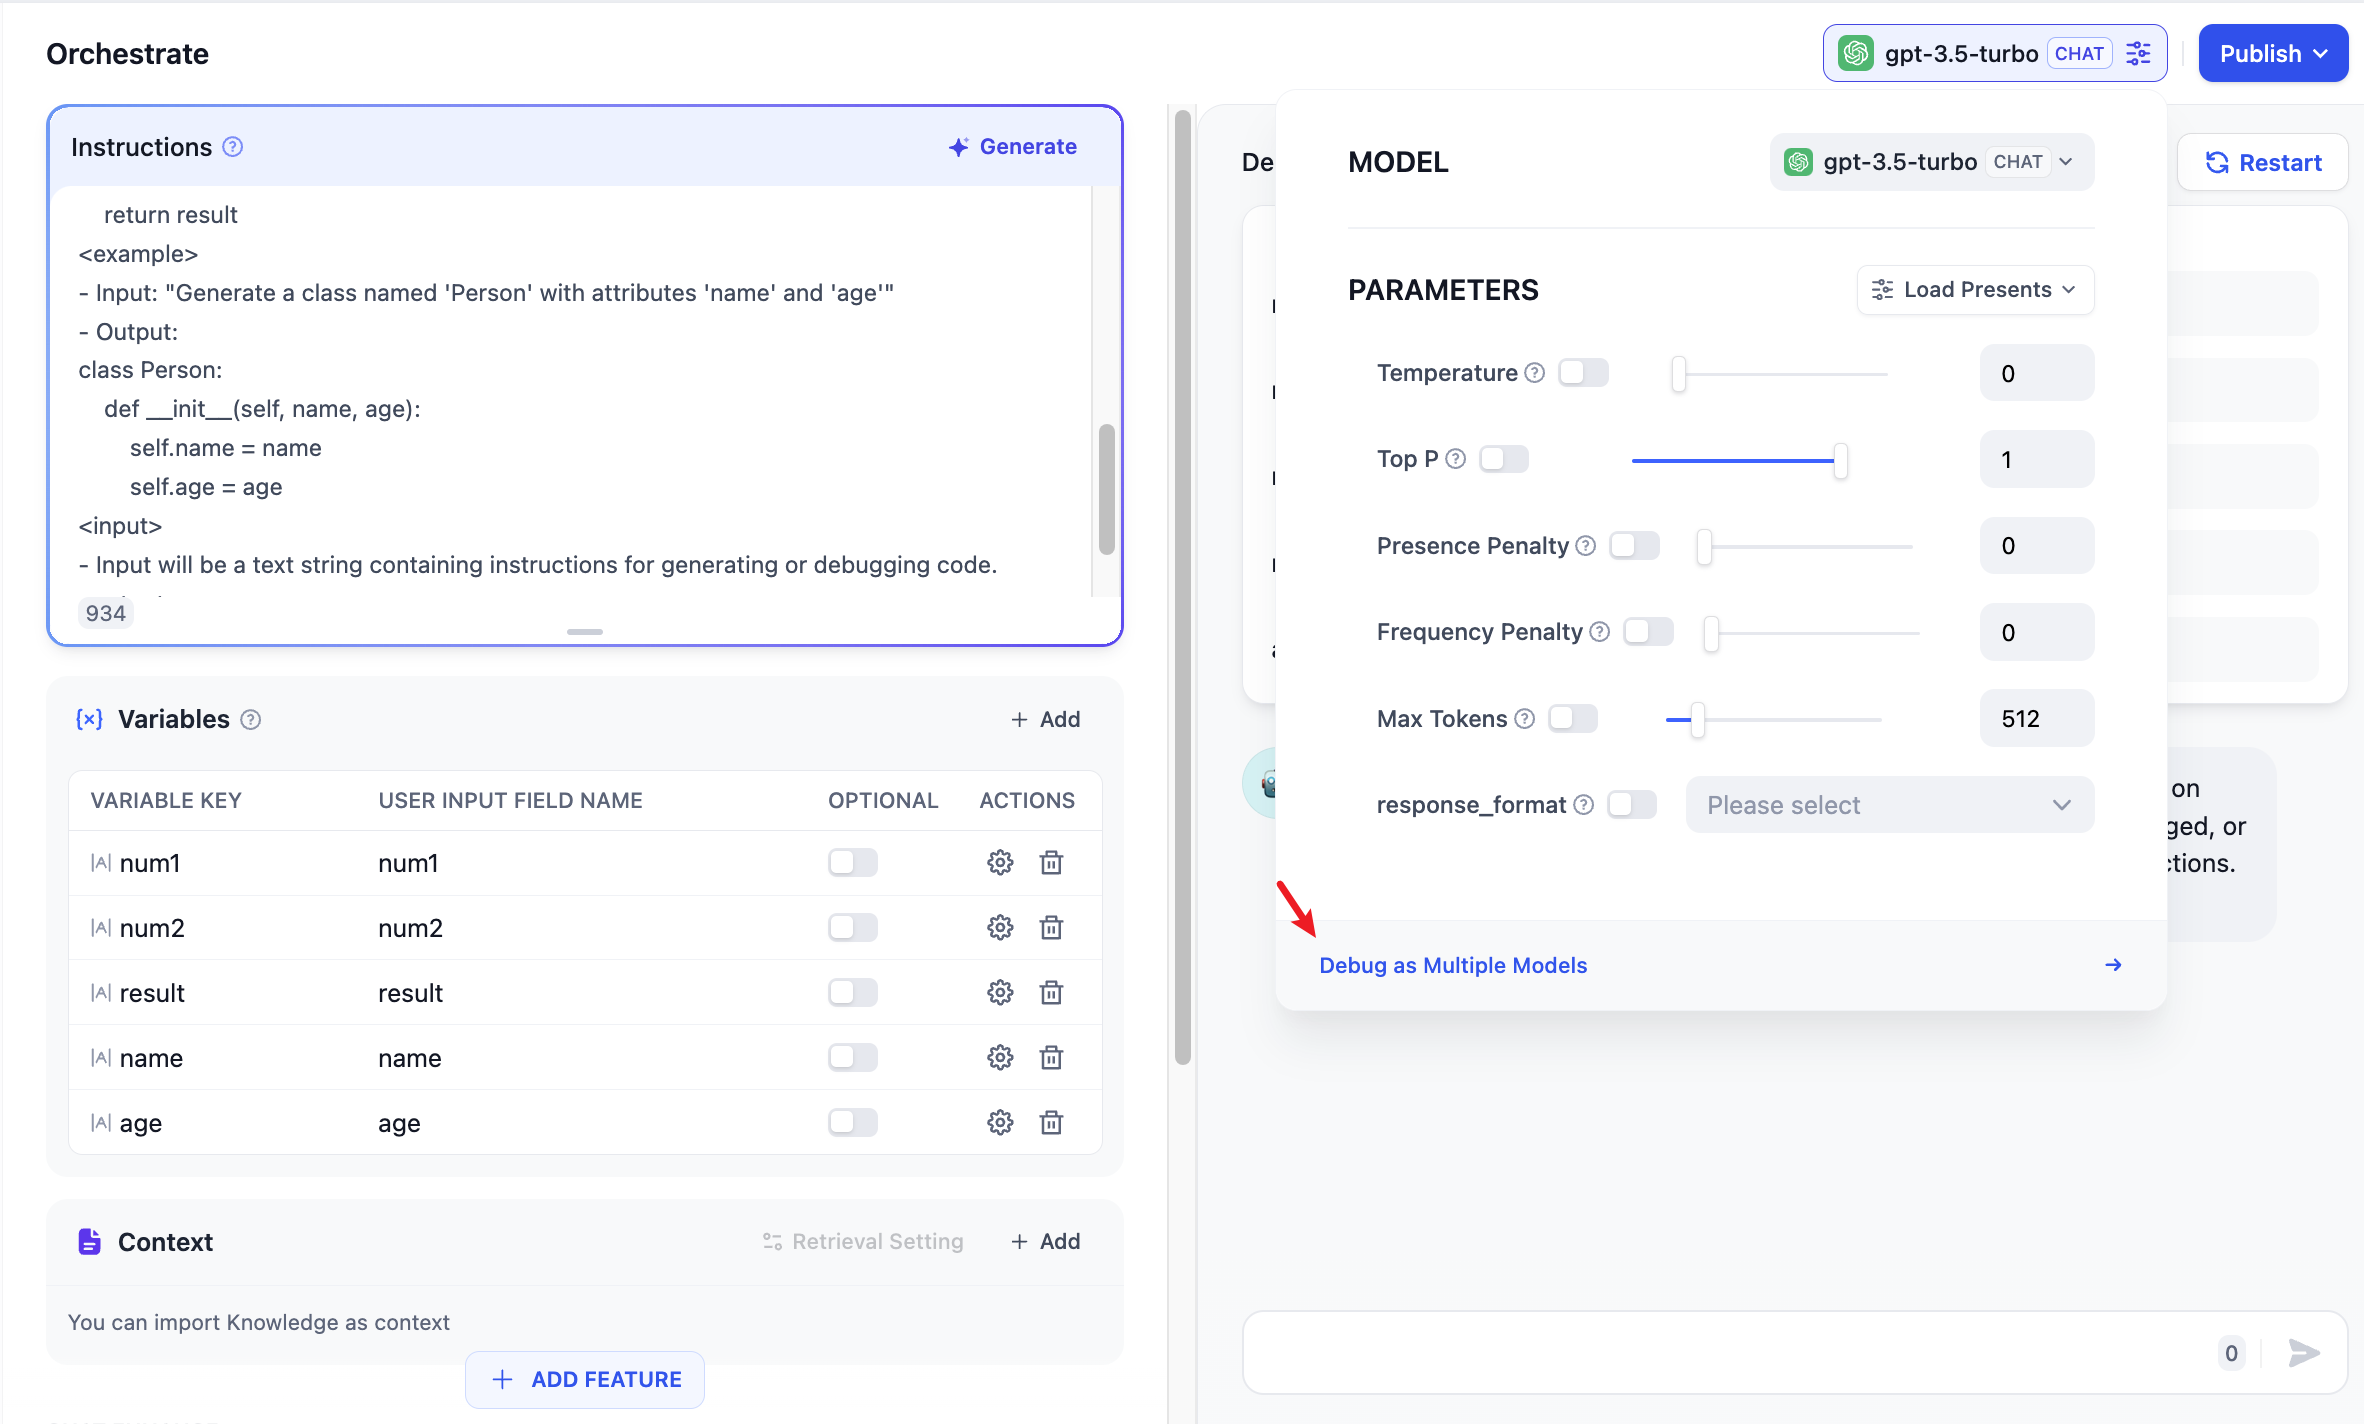 Orchestrate
gpt-3.5-turbo CHAT
Publish
Instructions
Generate
return result
<example>
- Input: "Generate a class named 'Person' with attributes 'name' and 'age'"
- Output:
class Person:
def __init__(self, name, age):
self.name = name
self.age = age
<input>
- Input will be a text string containing instructions for generating or debugging code.
934
Variables
+ Add
VARIABLE KEY USER INPUT FIELD NAME OPTIONAL ACTIONS
num1 num1
num2 num2
result result
name name
age age
Context
Retrieval Setting
+ Add
You can import Knowledge as context
+ ADD FEATURE
De
Restart
MODEL
gpt-3.5-turbo CHAT
PARAMETERS
Load Presents
Temperature 0
Top P 1
Presence Penalty 0
Frequency Penalty 0
Max Tokens 512
response_format Please select
Debug as Multiple Models
on
ged, or
ctions.
0